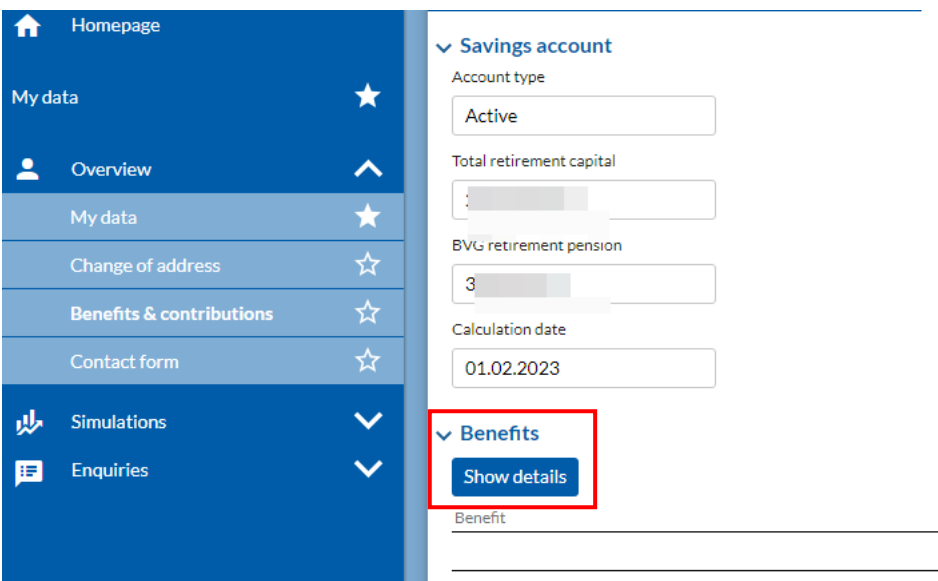 Homepage
My data
Overview
My data
Change of address
Benefits & contributions
Contact form
Simulations
Enquiries
Savings account
Account type
Active
Total retirement capital
BVG retirement pension
3
Calculation date
01.02.2023
Benefits
Show details
Benefit